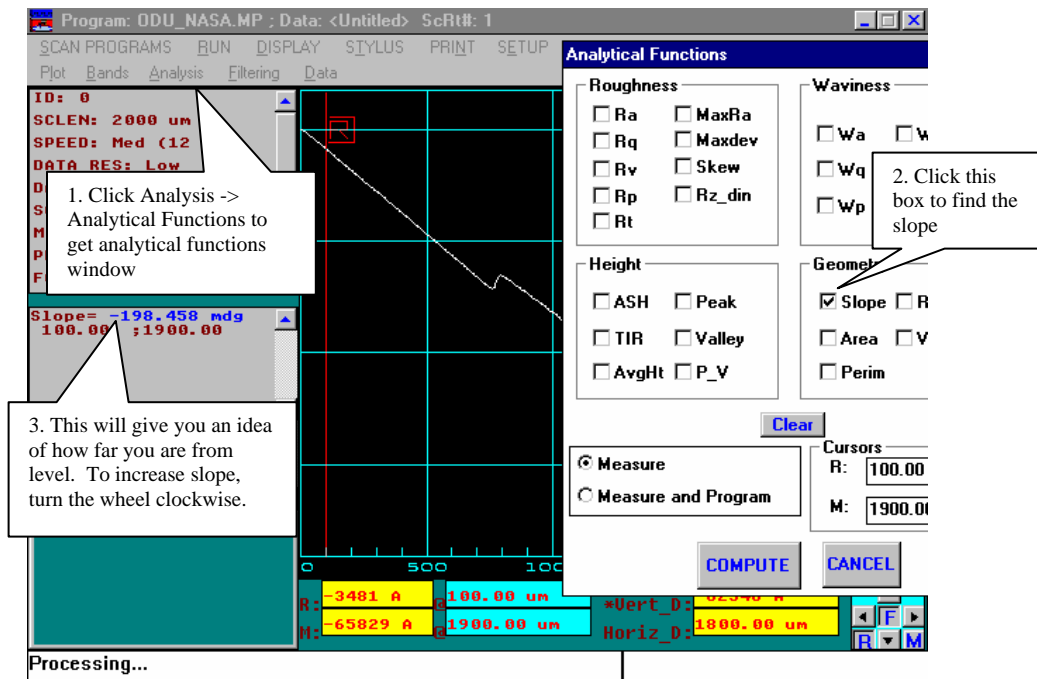 Program: ODU_NASA.MP ; Data: <Untitled> ScRt#: 1
SCAN PROGRAMS RUN DISPLAY STYLUS PRINT SETUP
Plot Bands Analysis Filtering Data
ID: 0
SCLEN: 2000 um
SPEED: Med (12
DATA RES: Low
1. Click Analysis ->
Analytical Functions to
get analytical functions
window
Slope= -198.458 mdg
100.00 ;1900.00
3. This will give you an idea
of how far you are from
level. To increase slope,
turn the wheel clockwise.
R
0 500 100
R: -3481 A @ 100.00 um
M: -65829 A @ 1900.00 um
*Vert_D:
Horiz_D: 1800.00 um
F
R M
Processing...
Analytical Functions
Roughness
Ra MaxRa
Rq Maxdev
Rv Skew
Rp Rz_din
Rt
Waviness
Wa
Wq
Wp
2. Click this
box to find the
slope
Height
ASH Peak
TIR Valley
AvgHt P_V
Slope R
Area V
Perim
Clear
Measure
Measure and Program
Cursors
R: 100.00
M: 1900.00
COMPUTE CANCEL